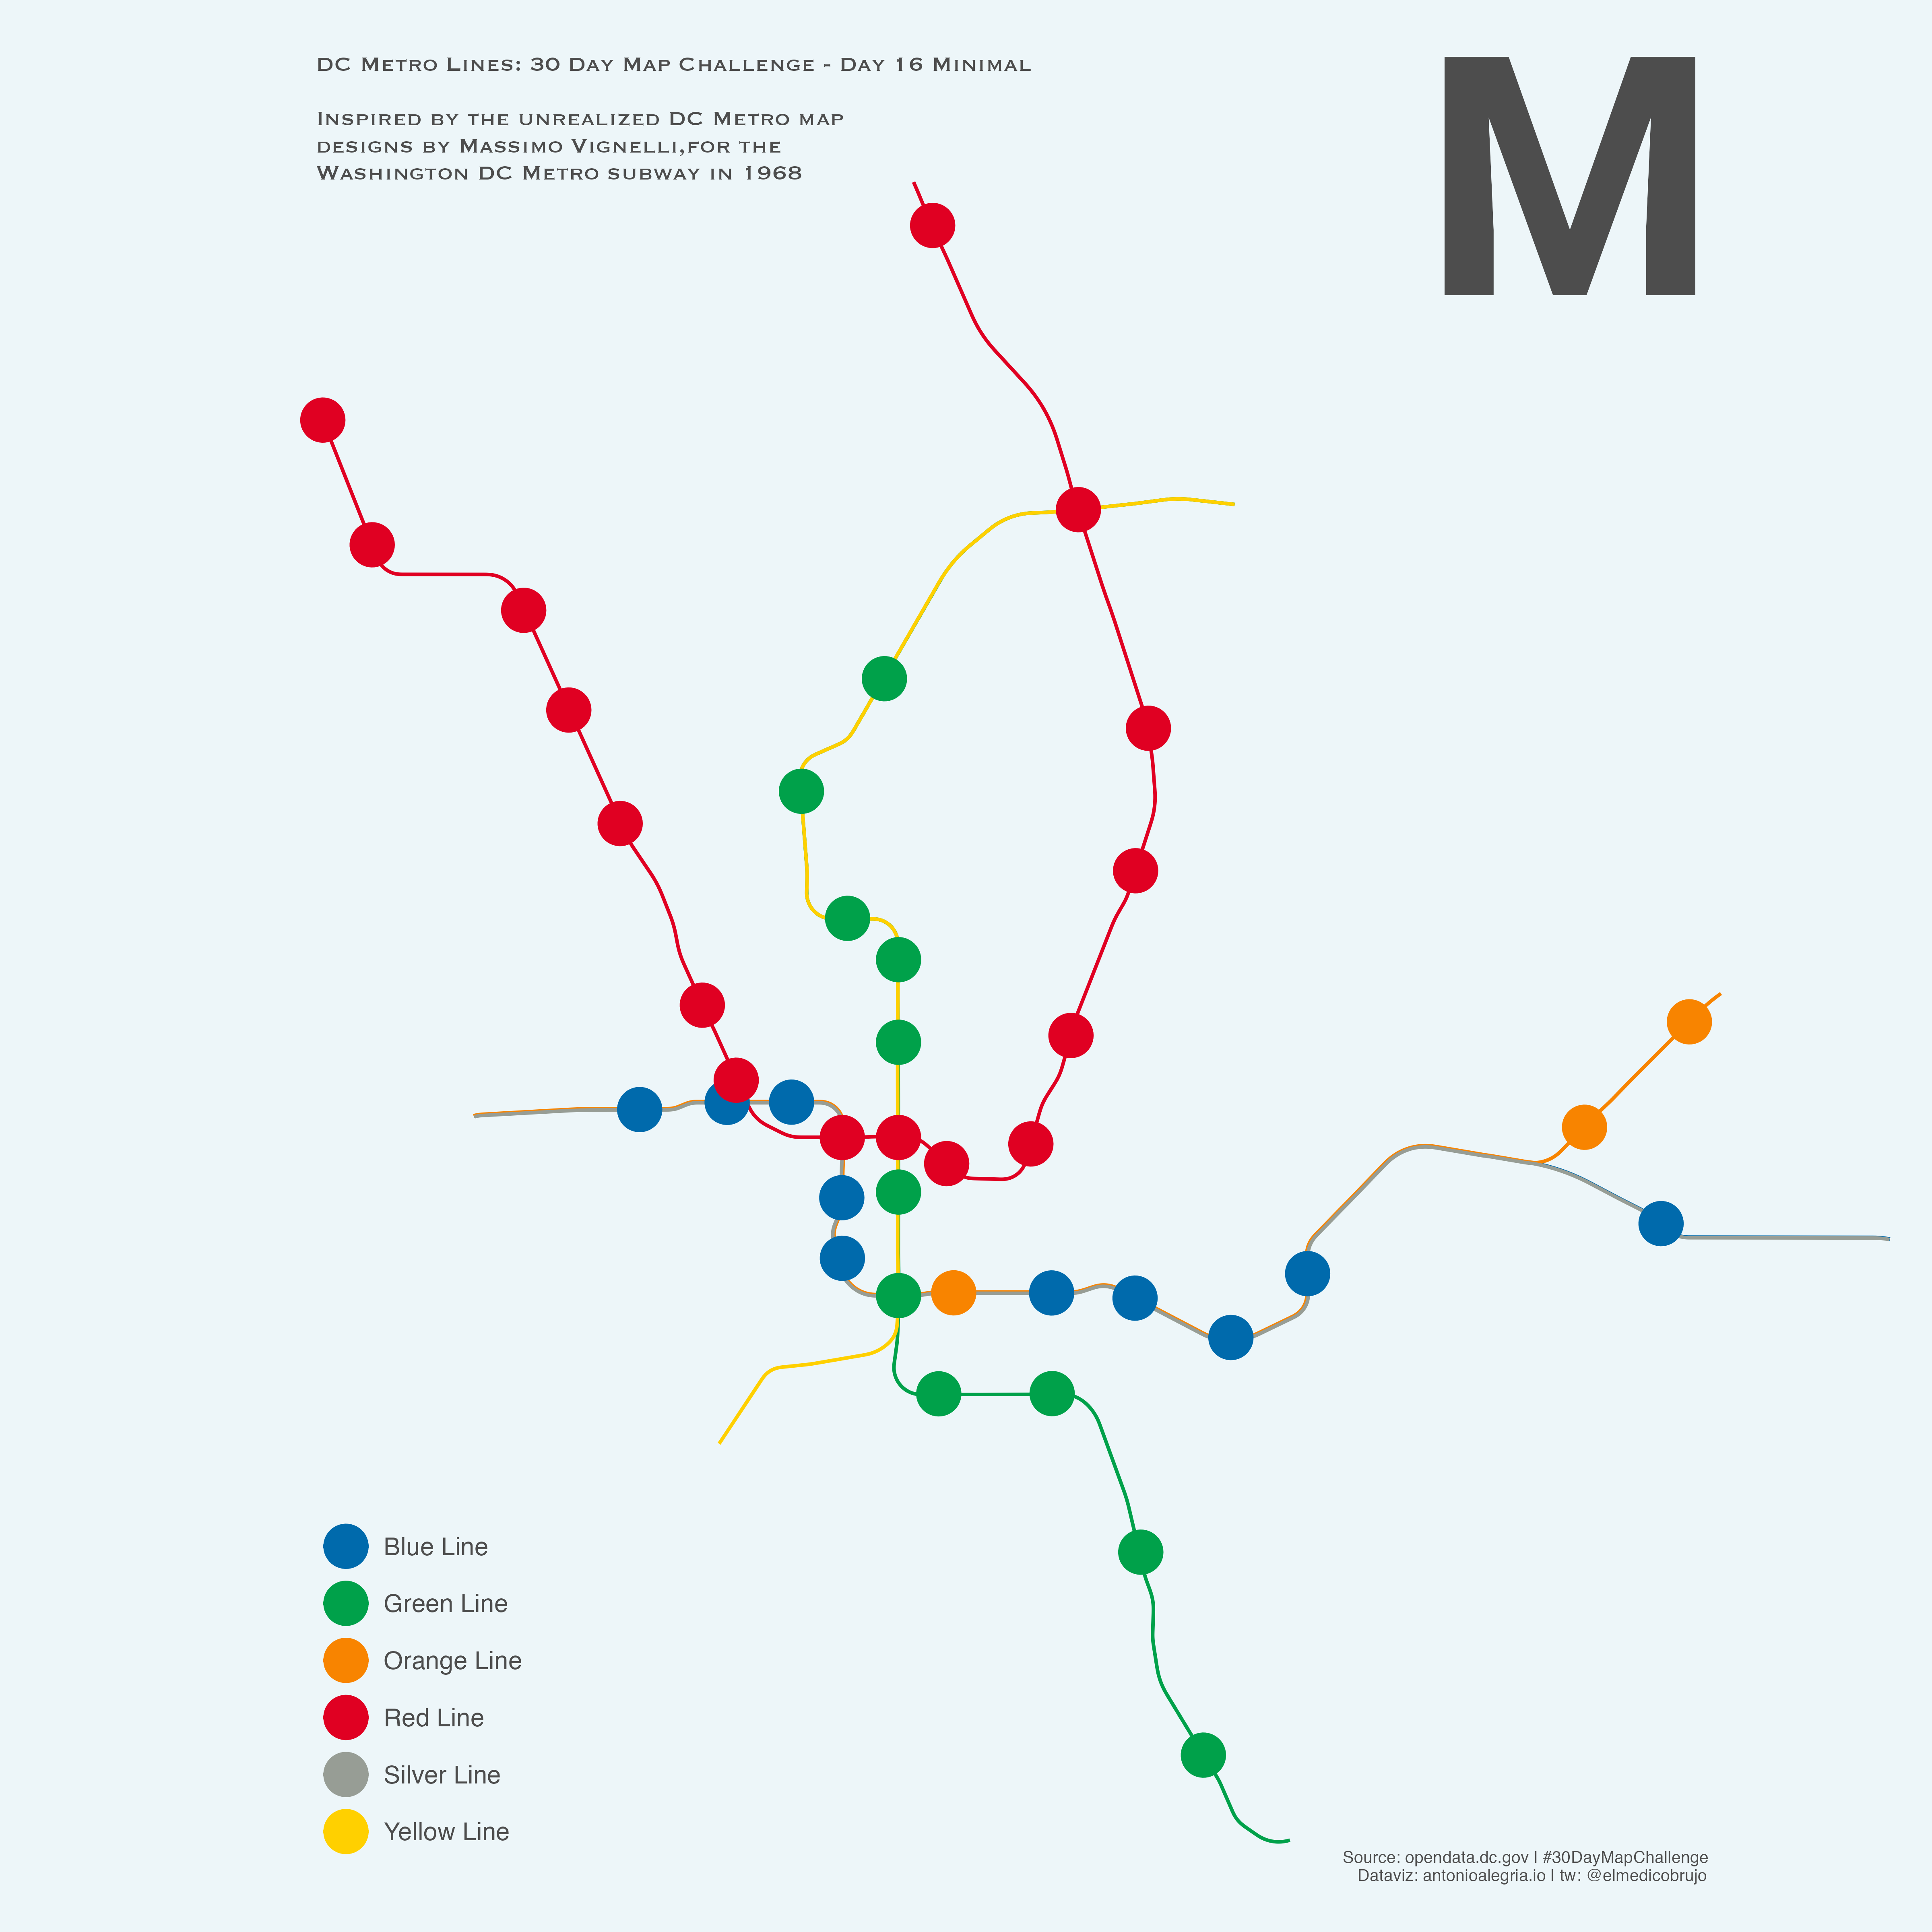 DC Metro Lines: 30 Day Map Challenge - Day 16 Minimal
Inspired by the unrealized DC Metro map
designs by Massimo Vignelli,for the
Washington DC Metro subway in 1968
M
Blue Line
Green Line
Orange Line
Red Line
Silver Line
Yellow Line
Source: opendata.dc.gov | #30DayMapChallenge
Dataviz: antonioalegria.io | tw: @elmedicobrujo